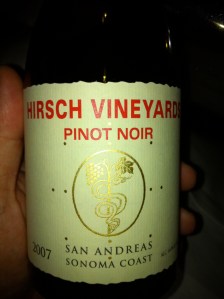 HIRSCH VINEYARDS
PINOT NOIR
2007
SAN ANDREAS
SONOMA COAST